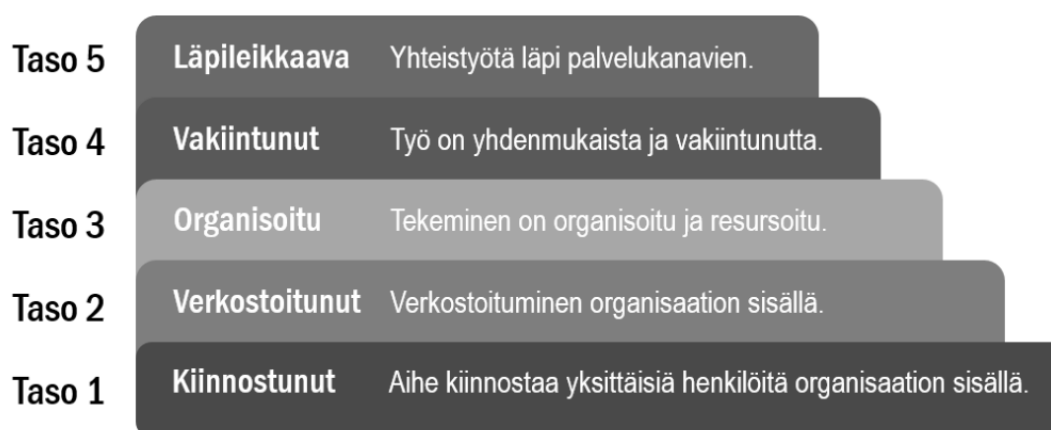 Taso 5 Läpileikkaava Yhteistyötä läpi palvelukanavien.
Taso 4 Vakiintunut Työ on yhdenmukaista ja vakiintunutta.
Taso 3 Organisoitu Tekeminen on organisoitu ja resursoitu.
Taso 2 Verkostoitunut Verkostoituminen organisaation sisällä.
Taso 1 Kiinnostunut Aihe kiinnostaa yksittäisiä henkilöitä organisaation sisällä.